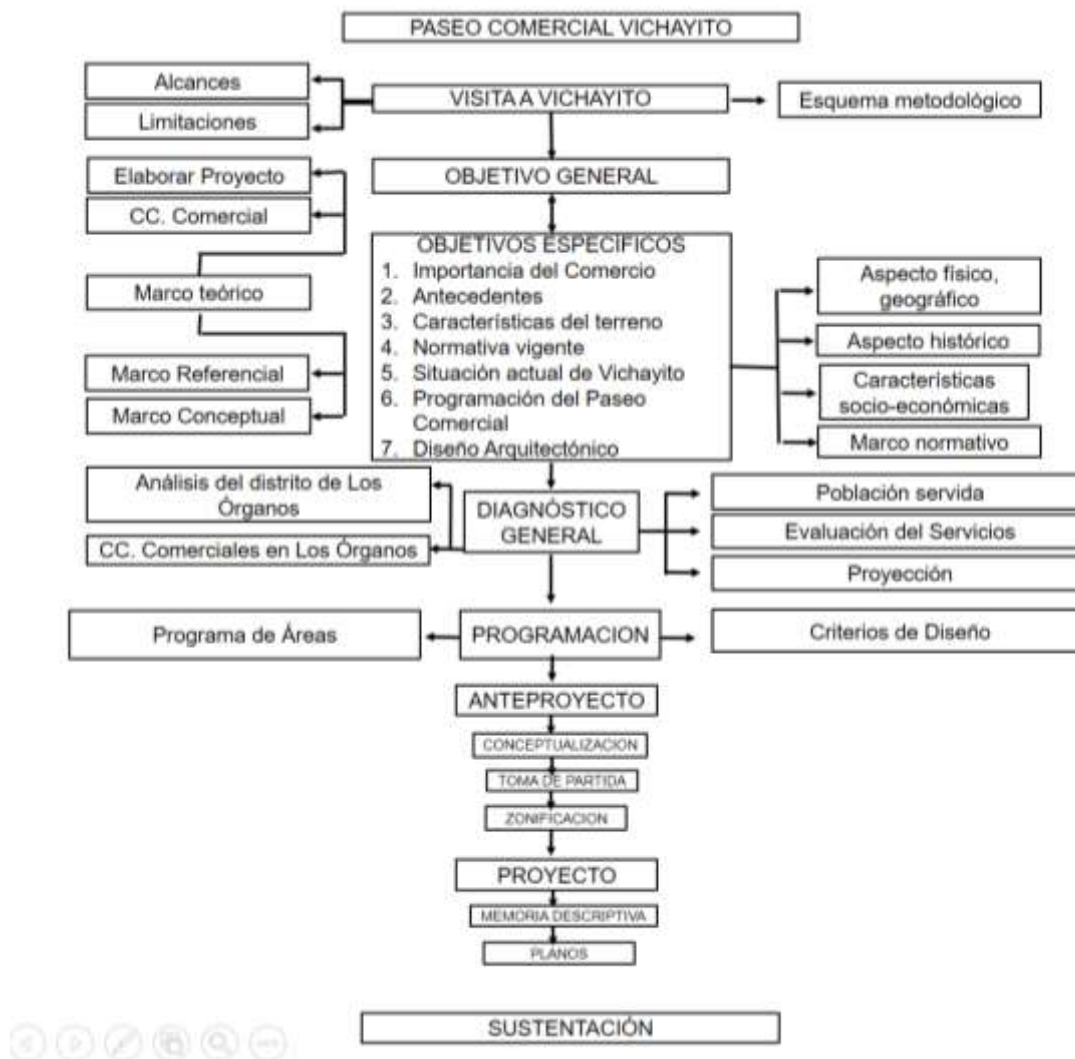 PASEO COMERCIAL VICHAYITO
Alcances
VISITA A VICHAYITO
Esquema metodológico
Limitaciones
Elaborar Proyecto
OBJETIVO GENERAL
CC. Comercial
Marco teórico
Marco Referencial
Marco Conceptual
OBJETIVOS ESPECÍFICOS
1. Importancia del Comercio
2. Antecedentes
3. Características del terreno
4. Normativa vigente
5. Situación actual de Vichayito
6. Programación del Paseo
Comercial
7. Diseño Arquitectónico
Aspecto físico,
geográfico
Aspecto histórico
Características
socio-económicas
Marco normativo
Análisis del distrito de Los
Órganos
CC. Comerciales en Los Órganos
DIAGNÓSTICO
GENERAL
Población servida
Evaluación del Servicios
Proyección
Programa de Áreas
PROGRAMACION
Criterios de Diseño
ANTEPROYECTO
CONCEPTUALIZACION
TOMA DE PARTIDA
ZONIFICACION
PROYECTO
MEMORIA DESCRIPTIVA
PLANOS
SUSTENTACIÓN